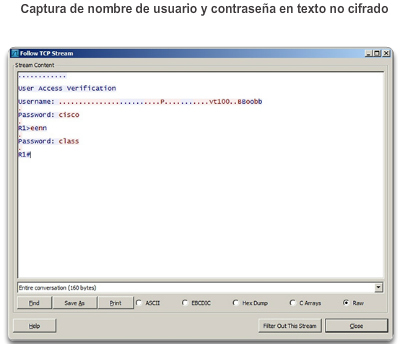 Captura de nombre de usuario y contraseña en texto no cifrado
Follow TCP Stream
Stream Content
............
User Access Verification
Username: ........................P...........vt100..BBoobb
.
Password: cisco
.
R1>eenn
.
Password: class
.
R1#
Entire conversation (160 bytes)
Find Save As Print ASCII EBCDIC Hex Dump C Arrays Raw
Help Filter Out This Stream Close